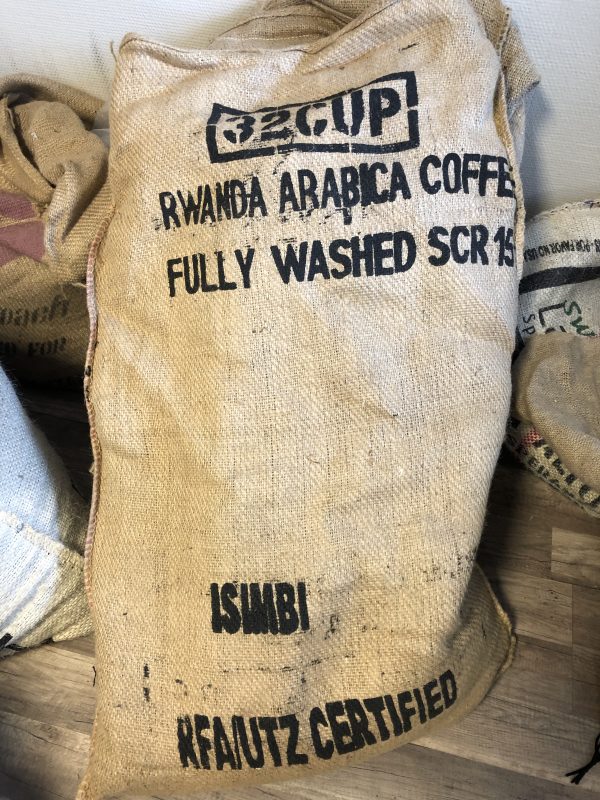 32CUP
RWANDA ARABICA COFFE
FULLY WASHED SCR 15
ISIMBI
RFA/UTZ CERTIFIED